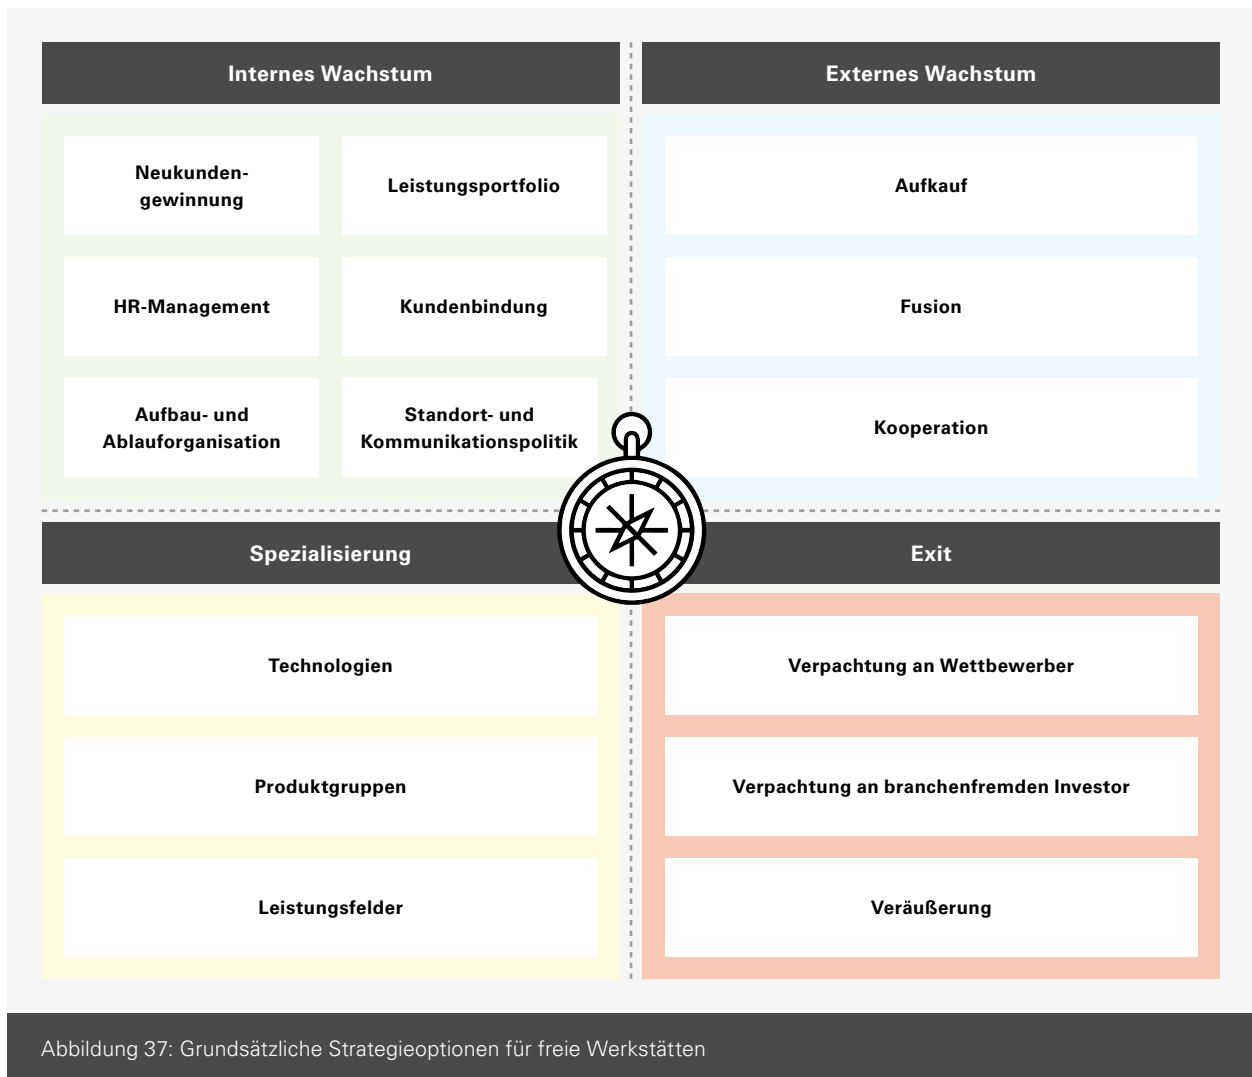 Internes Wachstum
Neukunden-
gewinnung
Leistungsportfolio
HR-Management
Kundenbindung
Aufbau- und
Ablauforganisation
Standort- und
Kommunikationspolitik
Externes Wachstum
Aufkauf
Fusion
Kooperation
Spezialisierung
Technologien
Produktgruppen
Leistungsfelder
Exit
Verpachtung an Wettbewerber
Verpachtung an branchenfremden Investor
Veräußerung
Abbildung 37: Grundsätzliche Strategieoptionen für freie Werkstätten